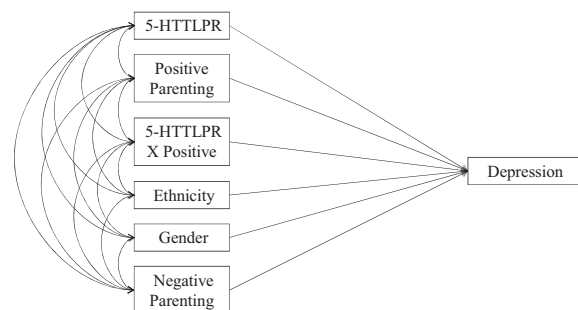 5-HTTLPR
Positive
Parenting
5-HTTLPR
X Positive
Ethnicity
Gender
Negative
Parenting
Depression